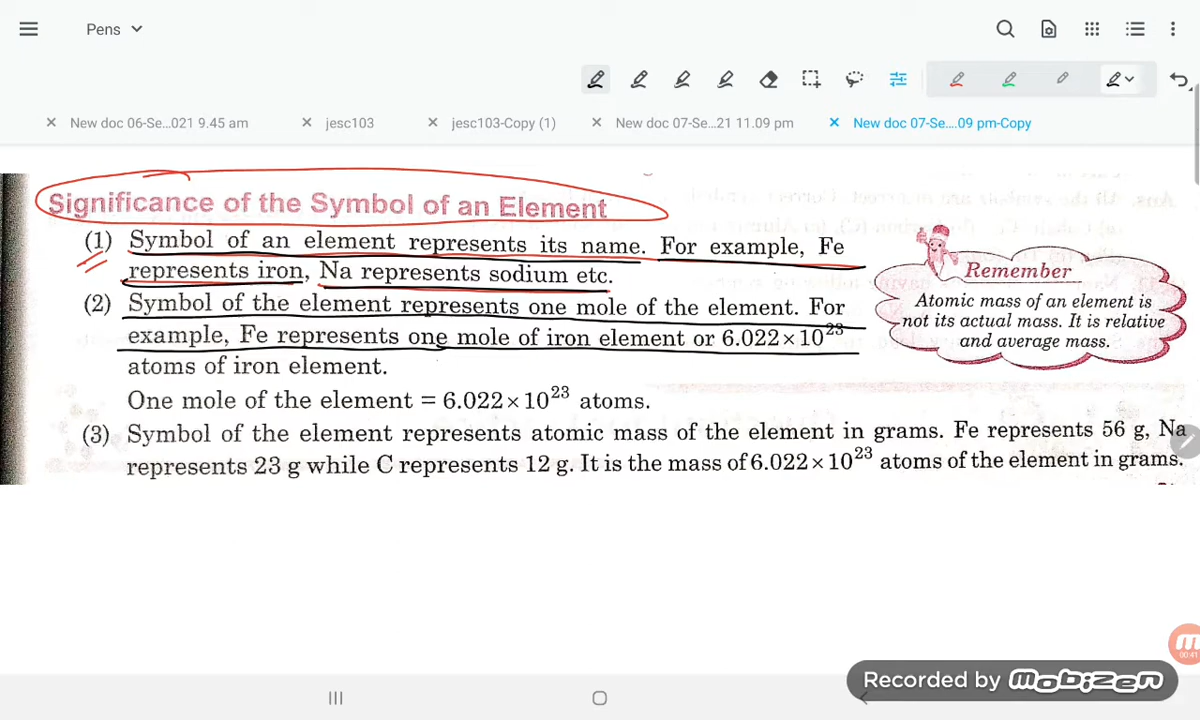 Pens
New doc 06-Se...021 9.45 am
jesc103
jesc103-Copy (1)
New doc 07-Se...21 11.09 pm
New doc 07-Se....09 pm-Copy
Significance of the Symbol of an Element
(1) Symbol of an element represents its name. For example, Fe
represents iron, Na represents sodium etc.
(2) Symbol of the element represents one mole of the element. For
example, Fe represents one mole of iron element or 6.022 × 10²³
atoms of iron element.
One mole of the element = 6.022 × 10²³ atoms.
(3) Symbol of the element represents atomic mass of the element in grams. Fe represents 56 g, Na
represents 23 g while C represents 12 g. It is the mass of 6.022 × 10²³ atoms of the element in grams.
Remember
Atomic mass of an element is
not its actual mass. It is relative
and average mass.
00:41
Recorded by Mobizen